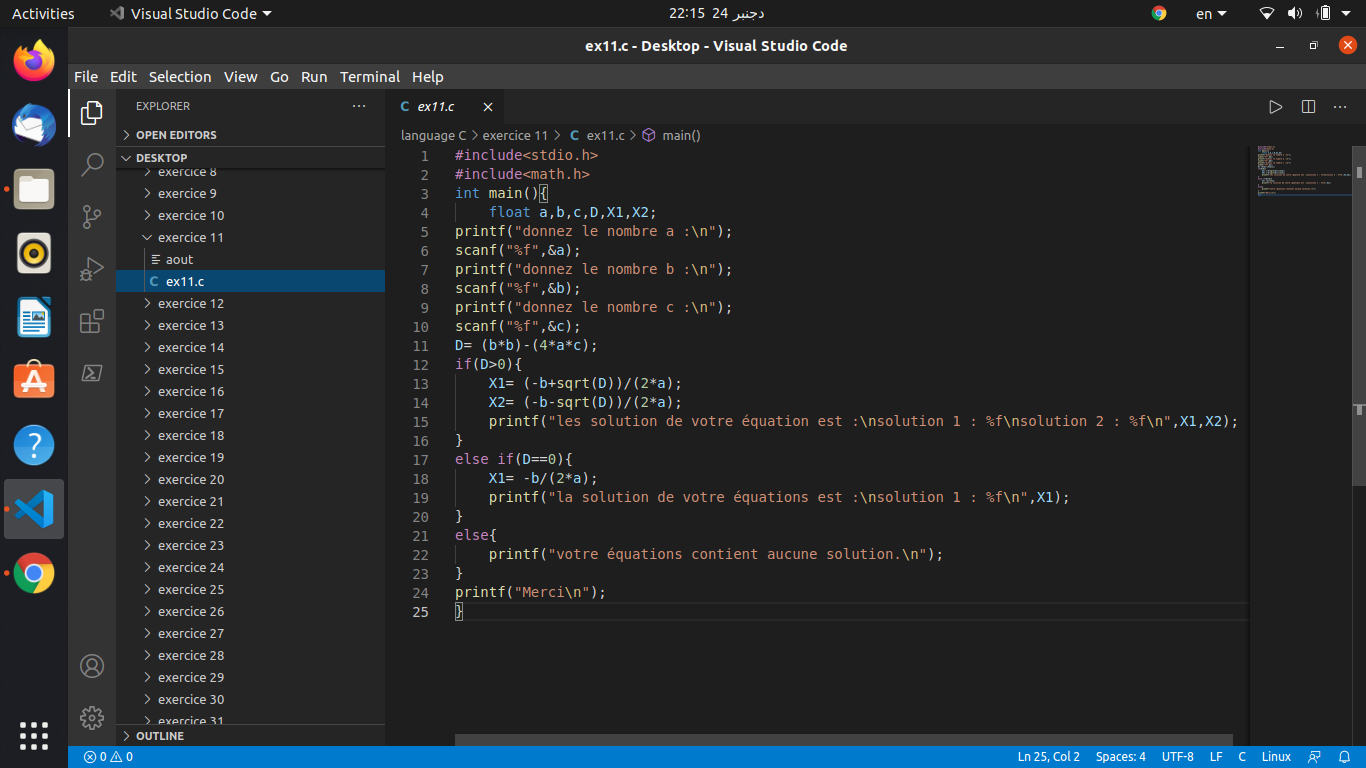 Activities
Visual Studio Code
22:15 24 دجنبر
en
ex11.c - Desktop - Visual Studio Code
File Edit Selection View Go Run Terminal Help
EXPLORER
OPEN EDITORS
DESKTOP
exercice 8
exercice 9
exercice 10
exercice 11
aout
C ex11.c
exercice 12
exercice 13
exercice 14
exercice 15
exercice 16
exercice 17
exercice 18
exercice 19
exercice 20
exercice 21
exercice 22
exercice 23
exercice 24
exercice 25
exercice 26
exercice 27
exercice 28
exercice 29
exercice 30
exercice 31
OUTLINE
C ex11.c
language C > exercice 11 > C ex11.c > main()
1 #include<stdio.h>
2 #include<math.h>
3 int main(){
4     float a,b,c,D,X1,X2;
5 printf("donnez le nombre a :\n");
6 scanf("%f",&a);
7 printf("donnez le nombre b :\n");
8 scanf("%f",&b);
9 printf("donnez le nombre c :\n");
10 scanf("%f",&c);
11 D= (b*b)-(4*a*c);
12 if(D>0){
13     X1= (-b+sqrt(D))/(2*a);
14     X2= (-b-sqrt(D))/(2*a);
15     printf("les solution de votre équation est :\nsolution 1 : %f\nsolution 2 : %f\n",X1,X2);
16 }
17 else if(D==0){
18     X1= -b/(2*a);
19     printf("la solution de votre équations est :\nsolution 1 : %f\n",X1);
20 }
21 else{
22     printf("votre équations contient aucune solution.\n");
23 }
24 printf("Merci\n");
25 }
0 0
Ln 25, Col 2
Spaces: 4
UTF-8
LF
C
Linux